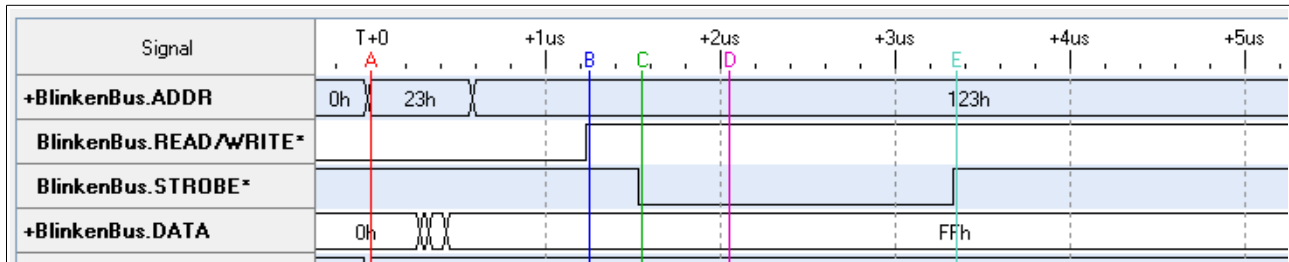 Signal
T+0 +1us +2us +3us +4us +5us
A B C D E
+BlinkenBus.ADDR 0h 23h 123h
BlinkenBus.READ/WRITE*
BlinkenBus.STROBE*
+BlinkenBus.DATA 0h FFh